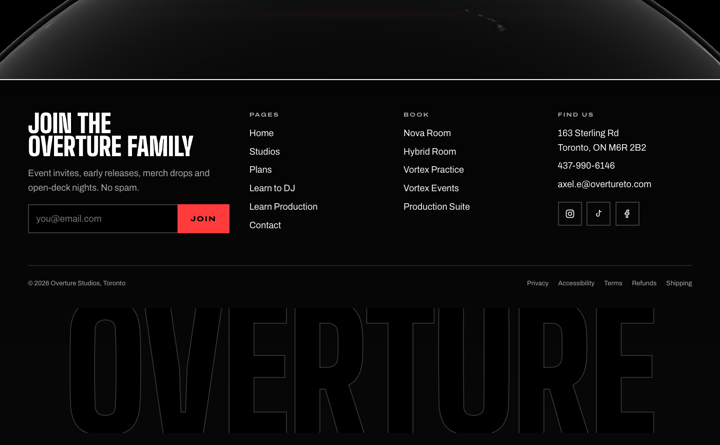 JOIN THE
OVERTURE FAMILY
Event invites, early releases, merch drops and
open-deck nights. No spam.
you@email.com
JOIN
PAGES
Home
Studios
Plans
Learn to DJ
Learn Production
Contact
BOOK
Nova Room
Hybrid Room
Vortex Practice
Vortex Events
Production Suite
FIND US
163 Sterling Rd
Toronto, ON M6R 2B2
437-990-6146
axel.e@overtureto.com
© 2026 Overture Studios, Toronto
Privacy Accessibility Terms Refunds Shipping
OVERTURE